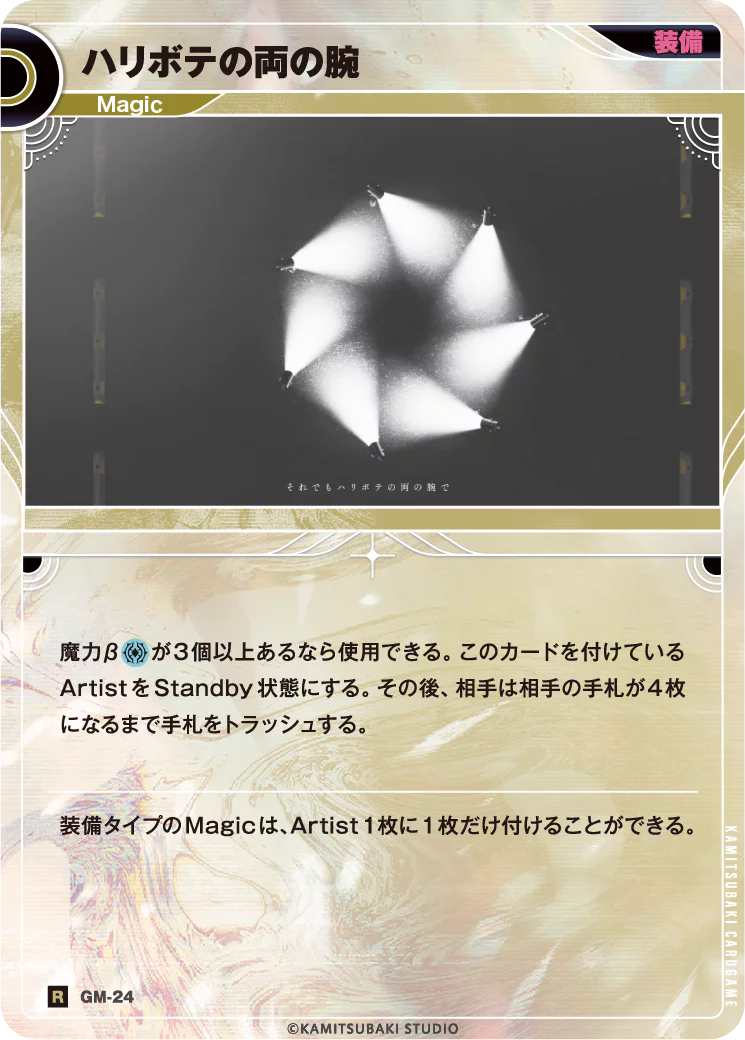 ハリボテの両の腕
装備
Magic
それでもハリボテの両の腕で
魔力βが3個以上あるなら使用できる。このカードを付けている
ArtistをStandby状態にする。その後、相手は相手の手札が4枚
になるまで手札をトラッシュする。
装備タイプのMagicは、Artist1枚に1枚だけ付けることができる。
KAMITSUBAKI CARDGAME
R GM-24
©KAMITSUBAKI STUDIO